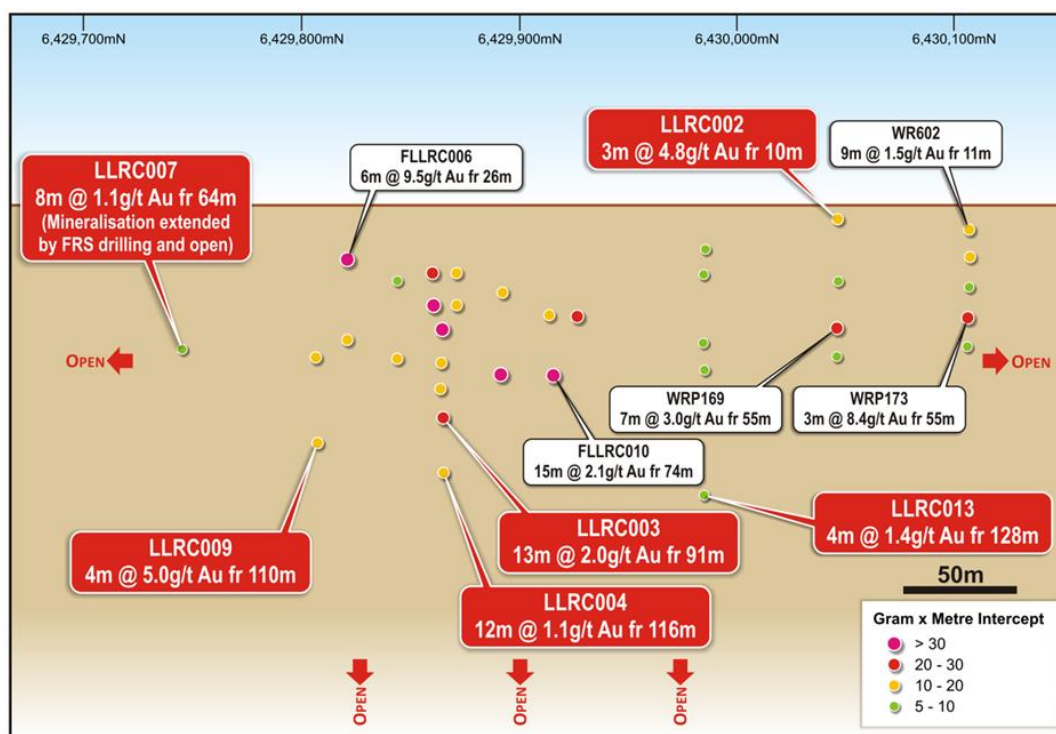 6,429,700mN
6,429,800mN
6,429,900mN
6,430,000mN
6,430,100mN
LLRC007
8m @ 1.1g/t Au fr 64m
(Mineralisation extended
by FRS drilling and open)
FLLRC006
6m @ 9.5g/t Au fr 26m
LLRC002
3m @ 4.8g/t Au fr 10m
WR602
9m @ 1.5g/t Au fr 11m
OPEN
OPEN
WRP169
7m @ 3.0g/t Au fr 55m
WRP173
3m @ 8.4g/t Au fr 55m
FLLRC010
15m @ 2.1g/t Au fr 74m
LLRC009
4m @ 5.0g/t Au fr 110m
LLRC003
13m @ 2.0g/t Au fr 91m
LLRC013
4m @ 1.4g/t Au fr 128m
LLRC004
12m @ 1.1g/t Au fr 116m
50m
Gram x Metre Intercept
> 30
20 - 30
10 - 20
5 - 10
OPEN
OPEN
OPEN